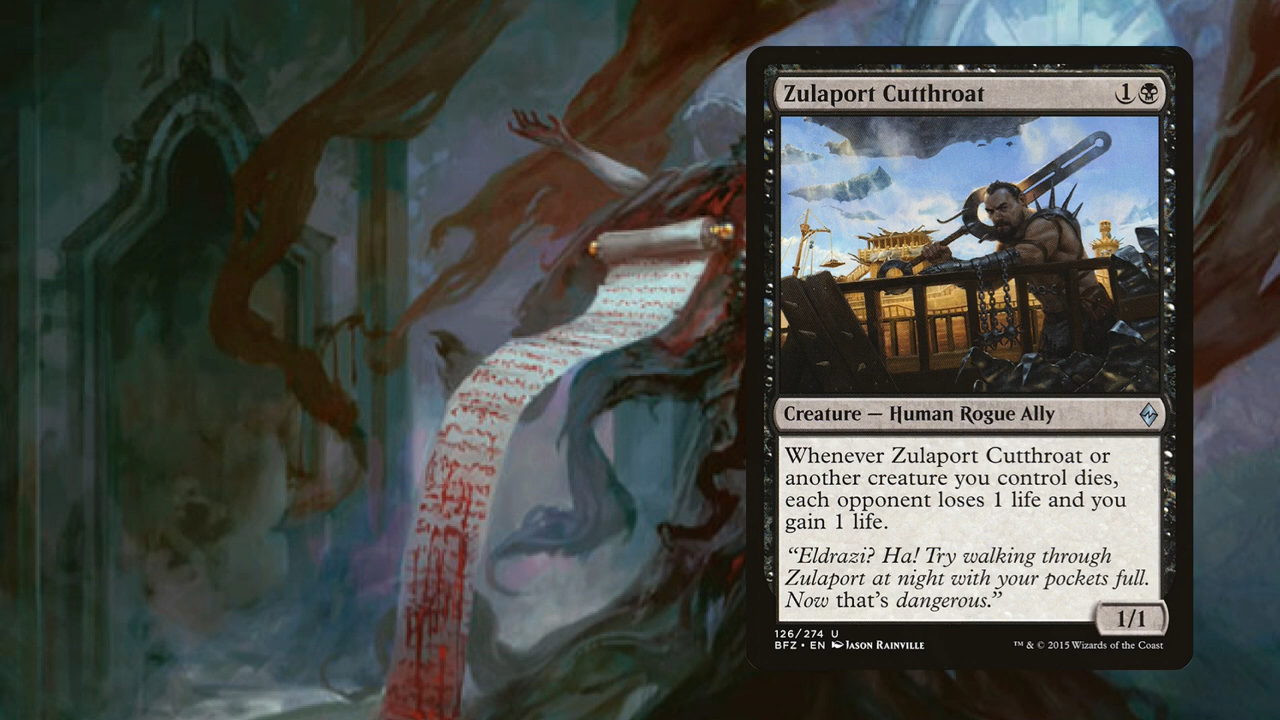 Zulaport Cutthroat 1
Creature — Human Rogue Ally
Whenever Zulaport Cutthroat or
another creature you control dies,
each opponent loses 1 life and you
gain 1 life.
“Eldrazi? Ha! Try walking through
Zulaport at night with your pockets full.
Now that’s dangerous.”
1/1
126/274 U
BFZ • EN Jason Rainville ™ & © 2015 Wizards of the Coast